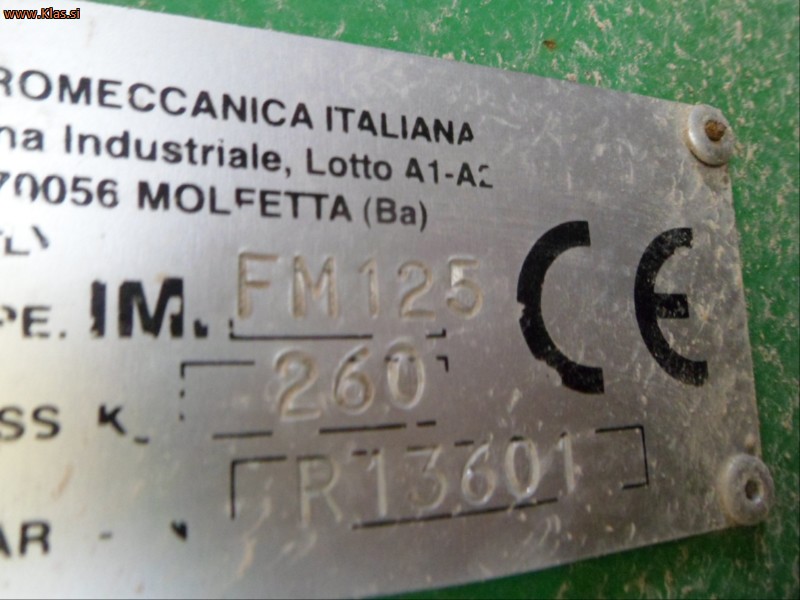 www.Klas.si
ROMECCANICA ITALIANA
na Industriale, Lotto A1-A2
70056 MOLFETTA (Ba)
PE. IM. FM125
CE
SS K 260
AR - R13601